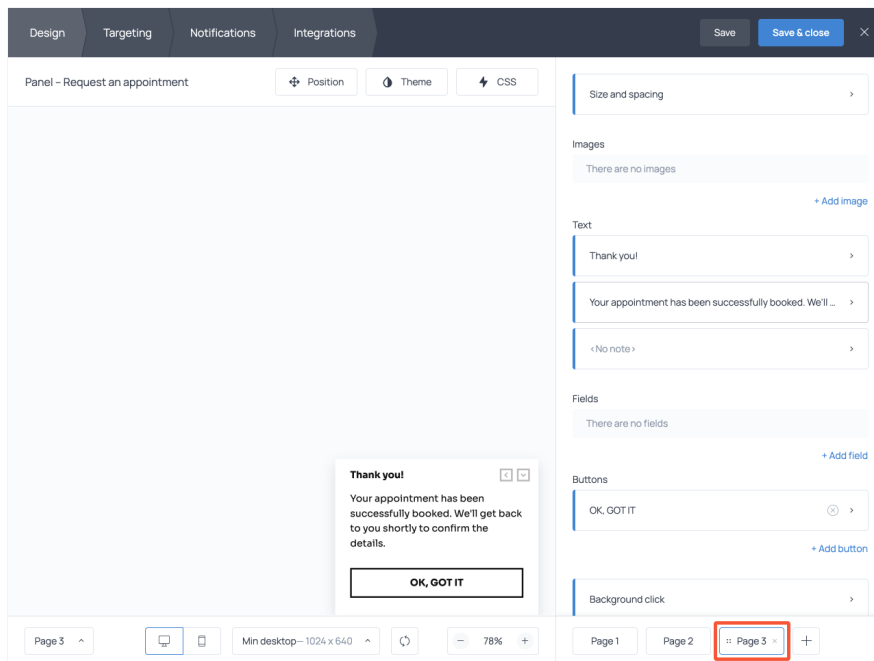 Design Targeting Notifications Integrations Save Save & close
Panel – Request an appointment Position Theme CSS
Size and spacing
Images
There are no images
+ Add image
Text
Thank you!
Your appointment has been successfully booked. We'll ...
<No note>
Fields
There are no fields
+ Add field
Buttons
OK, GOT IT
+ Add button
Background click
Thank you!
Your appointment has been
successfully booked. We'll get back
to you shortly to confirm the
details.
OK, GOT IT
Page 3 Min desktop– 1024 x 640 − 78% + Page 1 Page 2 Page 3 × +